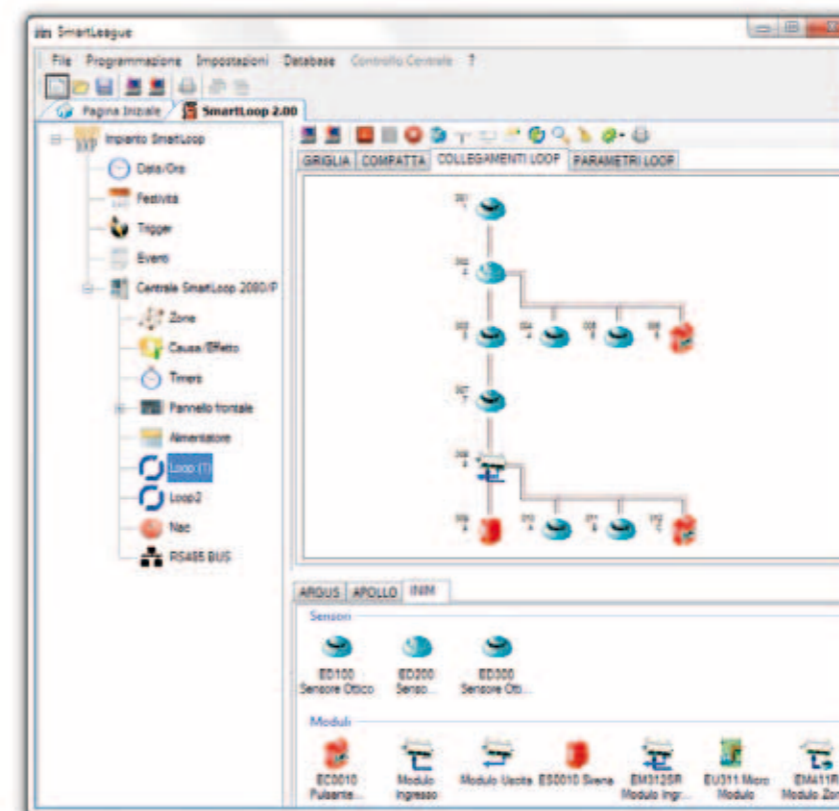 SmartLeague
File Programmazione Impostazioni Database Controllo Centrale ?
Pagina Iniziale SmartLoop 2.00
Impianto SmartLoop
Data/Ora
Festività
Trigger
Eventi
Centrale SmartLoop 2080/P
Zone
Causa/Effetto
Timers
Pannello frontale
Alimentatore
Loop (1)
Loop2
Nac
RS485 BUS
GRIGLIA COMPATTA COLLEGAMENTI LOOP PARAMETRI LOOP
ARGUS APOLLO INIM
Sensori
ED100
Sensore Ottico
ED200
Senso...
ED300
Sensore Otti...
Moduli
EC0010
Pulsante...
Modulo
Ingresso
Modulo Uscita
ES0010 Sirena
EM312SR
Modulo Ingr...
EU311 Micro
Modulo
EM411R
Modulo Zon